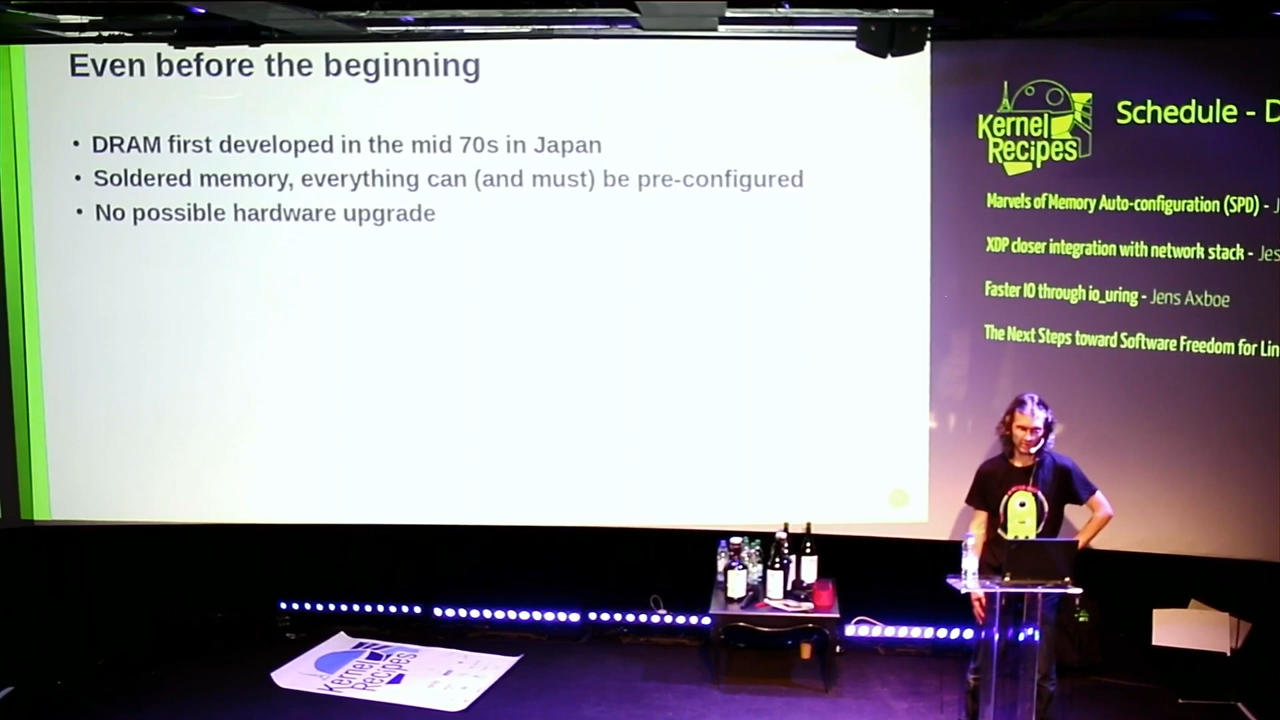 Even before the beginning
• DRAM first developed in the mid 70s in Japan
• Soldered memory, everything can (and must) be pre-configured
• No possible hardware upgrade
Kernel
Recipes
Schedule - D
Marvels of Memory Auto-configuration (SPD) - J
XDP closer integration with network stack - Jes
Faster IO through io_uring - Jens Axboe
The Next Steps toward Software Freedom for Lin
Kernel
Recipes